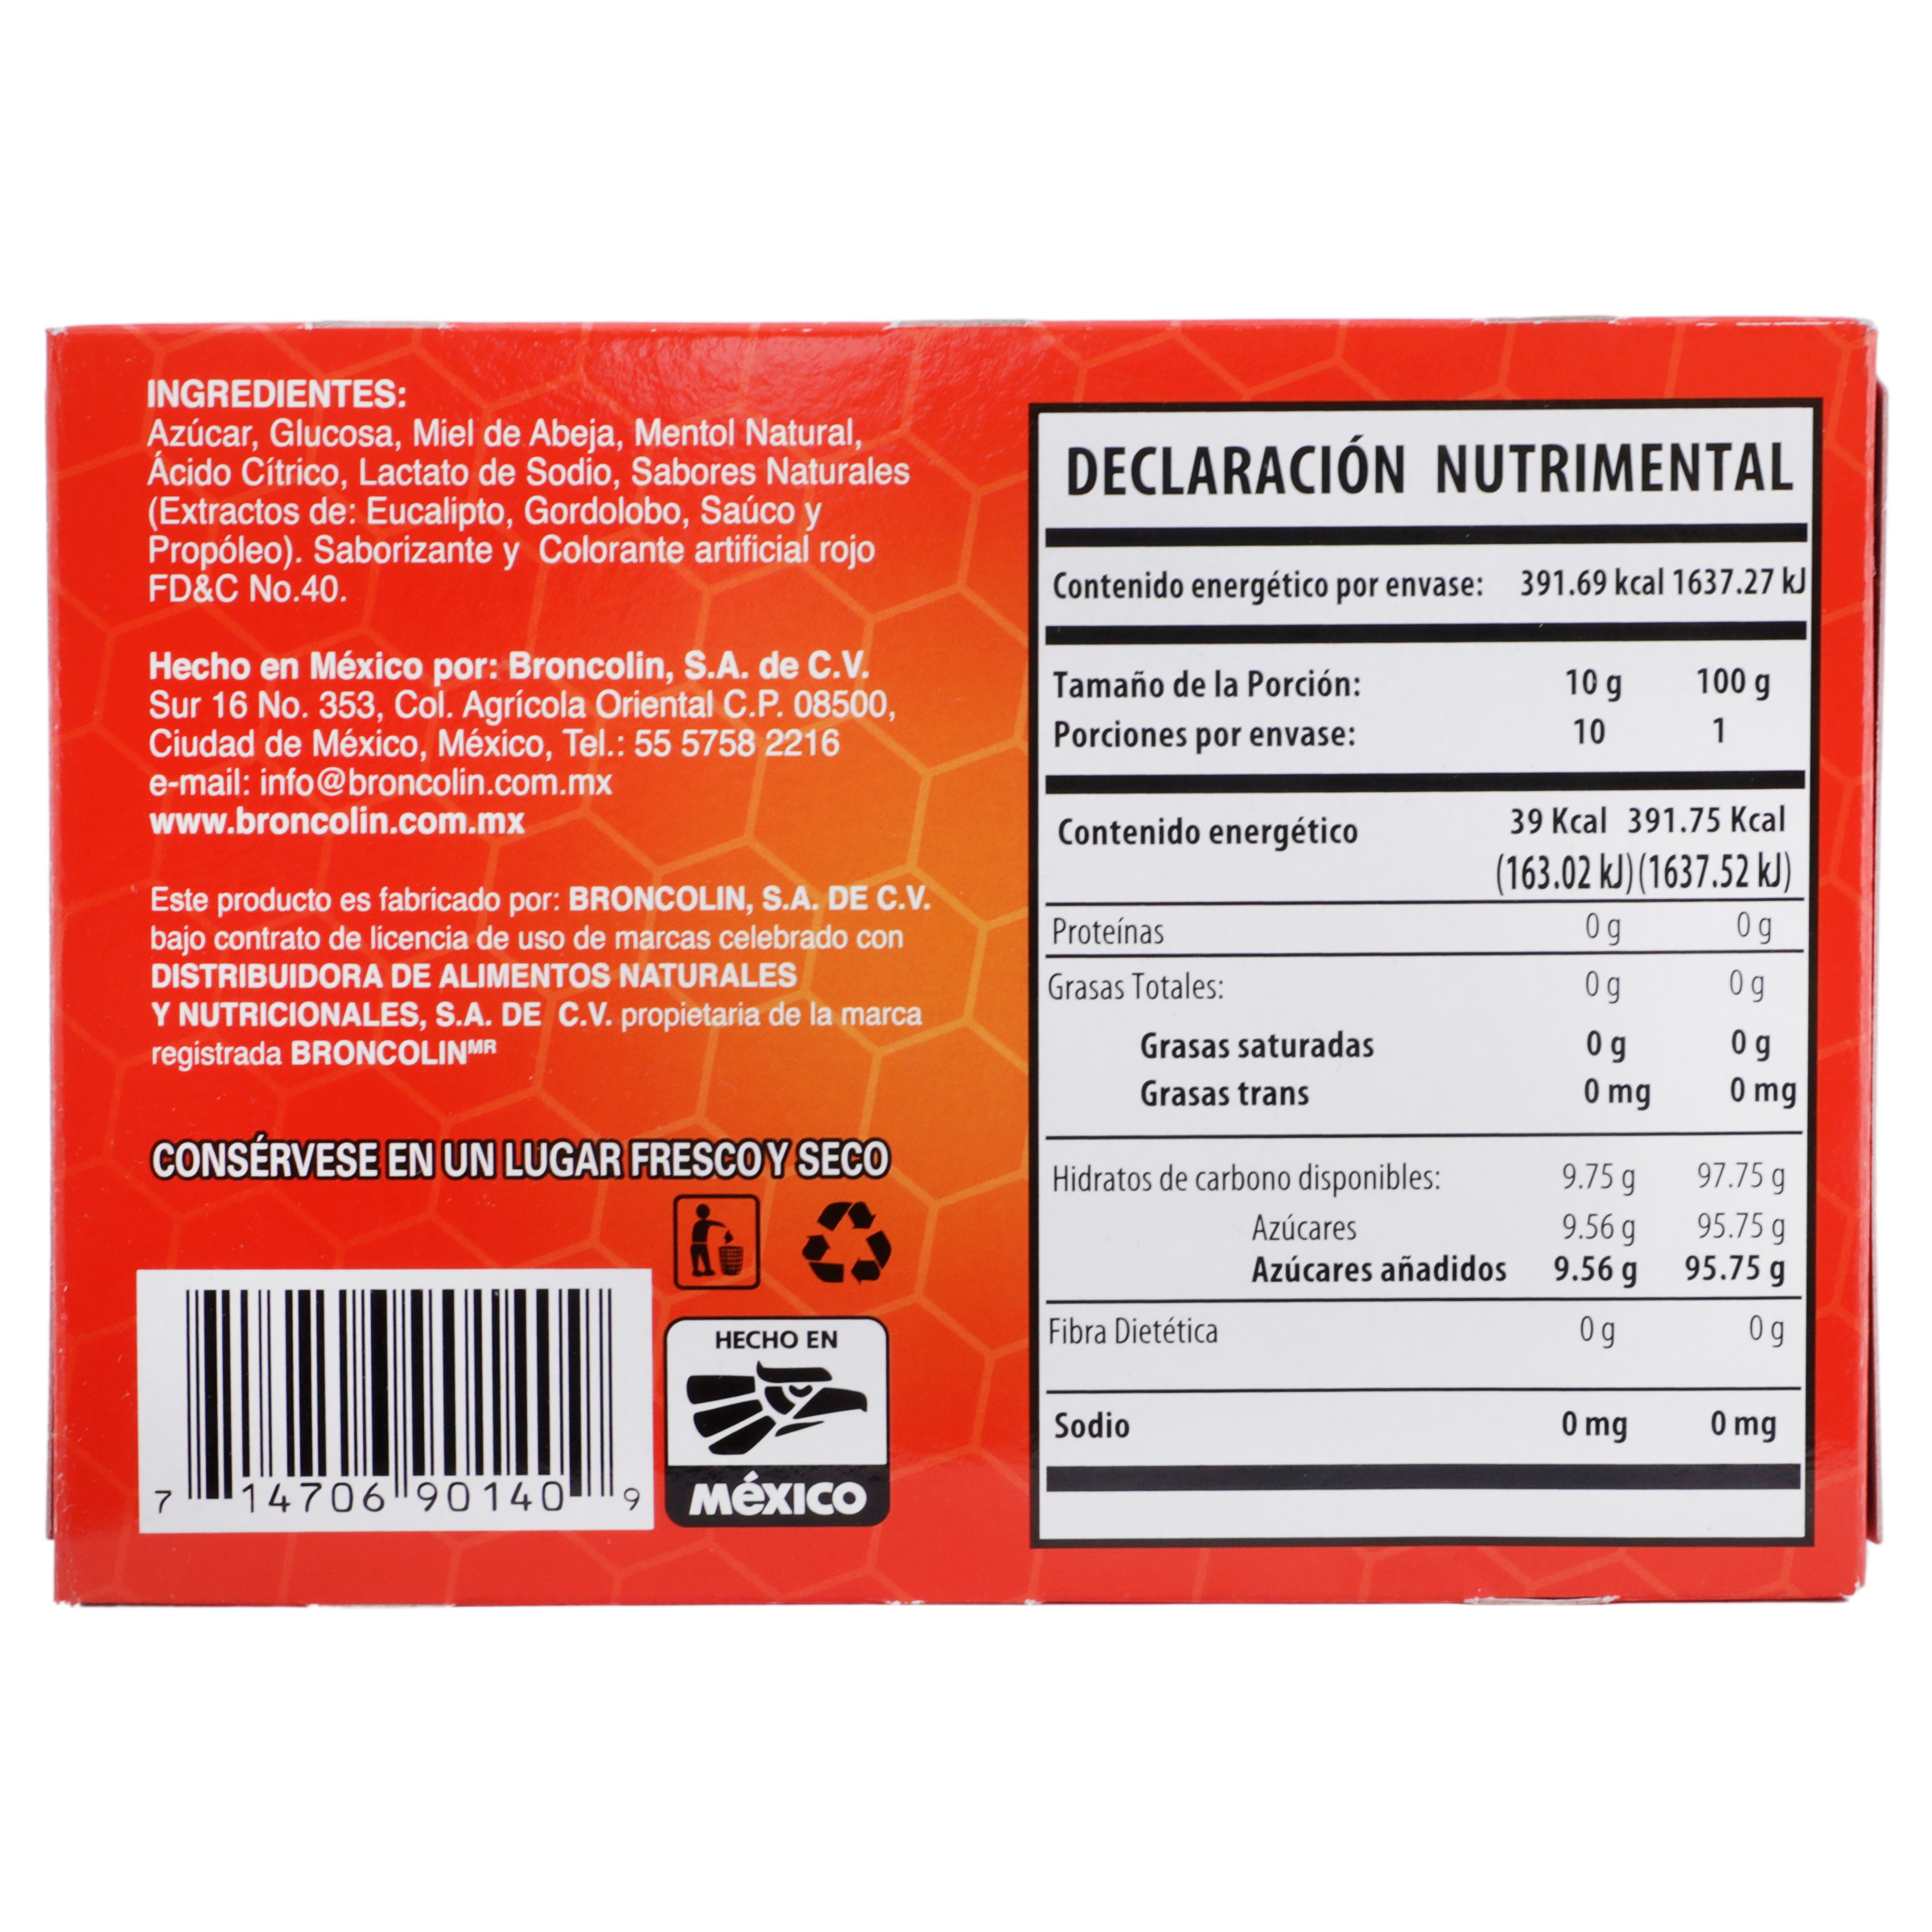 INGREDIENTES:
Azúcar, Glucosa, Miel de Abeja, Mentol Natural,
Ácido Cítrico, Lactato de Sodio, Sabores Naturales
(Extractos de: Eucalipto, Gordolobo, Saúco y
Propóleo). Saborizante y Colorante artificial rojo
FD&C No.40.
Hecho en México por: Broncolin, S.A. de C.V.
Sur 16 No. 353, Col. Agrícola Oriental C.P. 08500,
Ciudad de México, México, Tel.: 55 5758 2216
e-mail: info@broncolin.com.mx
www.broncolin.com.mx
Este producto es fabricado por: BRONCOLIN, S.A. DE C.V.
bajo contrato de licencia de uso de marcas celebrado con
DISTRIBUIDORA DE ALIMENTOS NATURALES
Y NUTRICIONALES, S.A. DE C.V. propietaria de la marca
registrada BRONCOLINMR
CONSÉRVESE EN UN LUGAR FRESCO Y SECO
7 14706 90140 9
HECHO EN
MéXICO
DECLARACIÓN NUTRIMENTAL
Contenido energético por envase: 391.69 kcal 1637.27 kJ
Tamaño de la Porción: 10 g 100 g
Porciones por envase: 10 1
Contenido energético 39 Kcal 391.75 Kcal
(163.02 kJ) (1637.52 kJ)
Proteínas 0 g 0 g
Grasas Totales: 0 g 0 g
Grasas saturadas 0 g 0 g
Grasas trans 0 mg 0 mg
Hidratos de carbono disponibles: 9.75 g 97.75 g
Azúcares 9.56 g 95.75 g
Azúcares añadidos 9.56 g 95.75 g
Fibra Dietética 0 g 0 g
Sodio 0 mg 0 mg